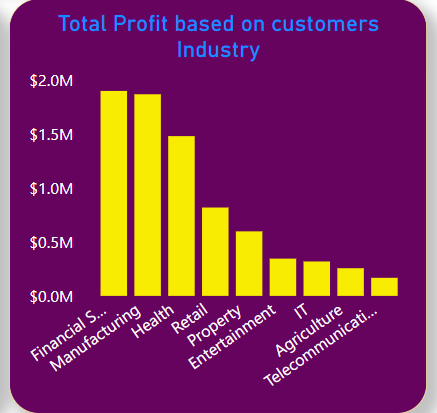 Total Profit based on customers
Industry
$2.0M
$1.5M
$1.0M
$0.5M
$0.0M
Financial S...
Manufacturing
Health
Retail
Property
Entertainment
IT
Agriculture
Telecommunicati...